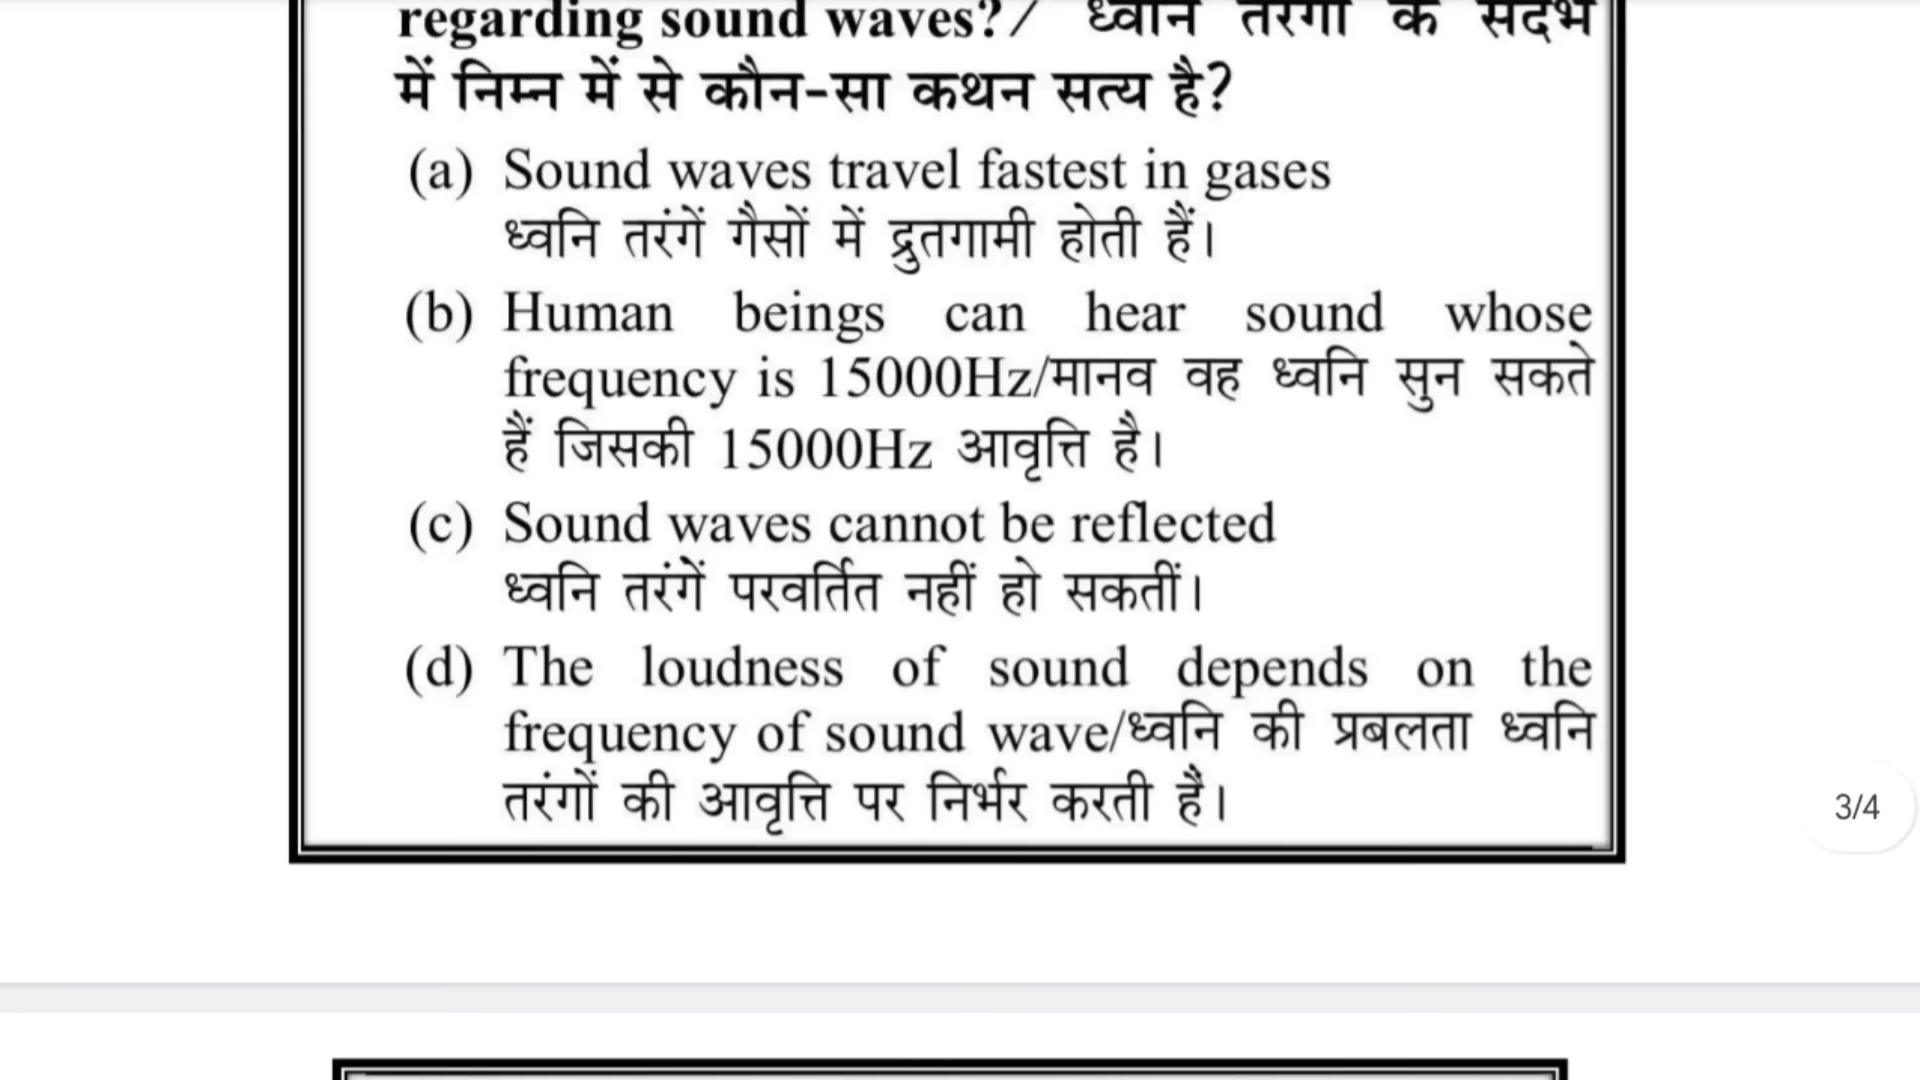 regarding sound waves?/ ध्वनि तरंगों के संदर्भ
में निम्न में से कौन-सा कथन सत्य है?
(a) Sound waves travel fastest in gases
ध्वनि तरंगें गैसों में द्रुतगामी होती हैं।
(b) Human beings can hear sound whose
frequency is 15000Hz/मानव वह ध्वनि सुन सकते
हैं जिसकी 15000Hz आवृत्ति है।
(c) Sound waves cannot be reflected
ध्वनि तरंगें परवर्तित नहीं हो सकतीं।
(d) The loudness of sound depends on the
frequency of sound wave/ध्वनि की प्रबलता ध्वनि
तरंगों की आवृत्ति पर निर्भर करती है।
3/4